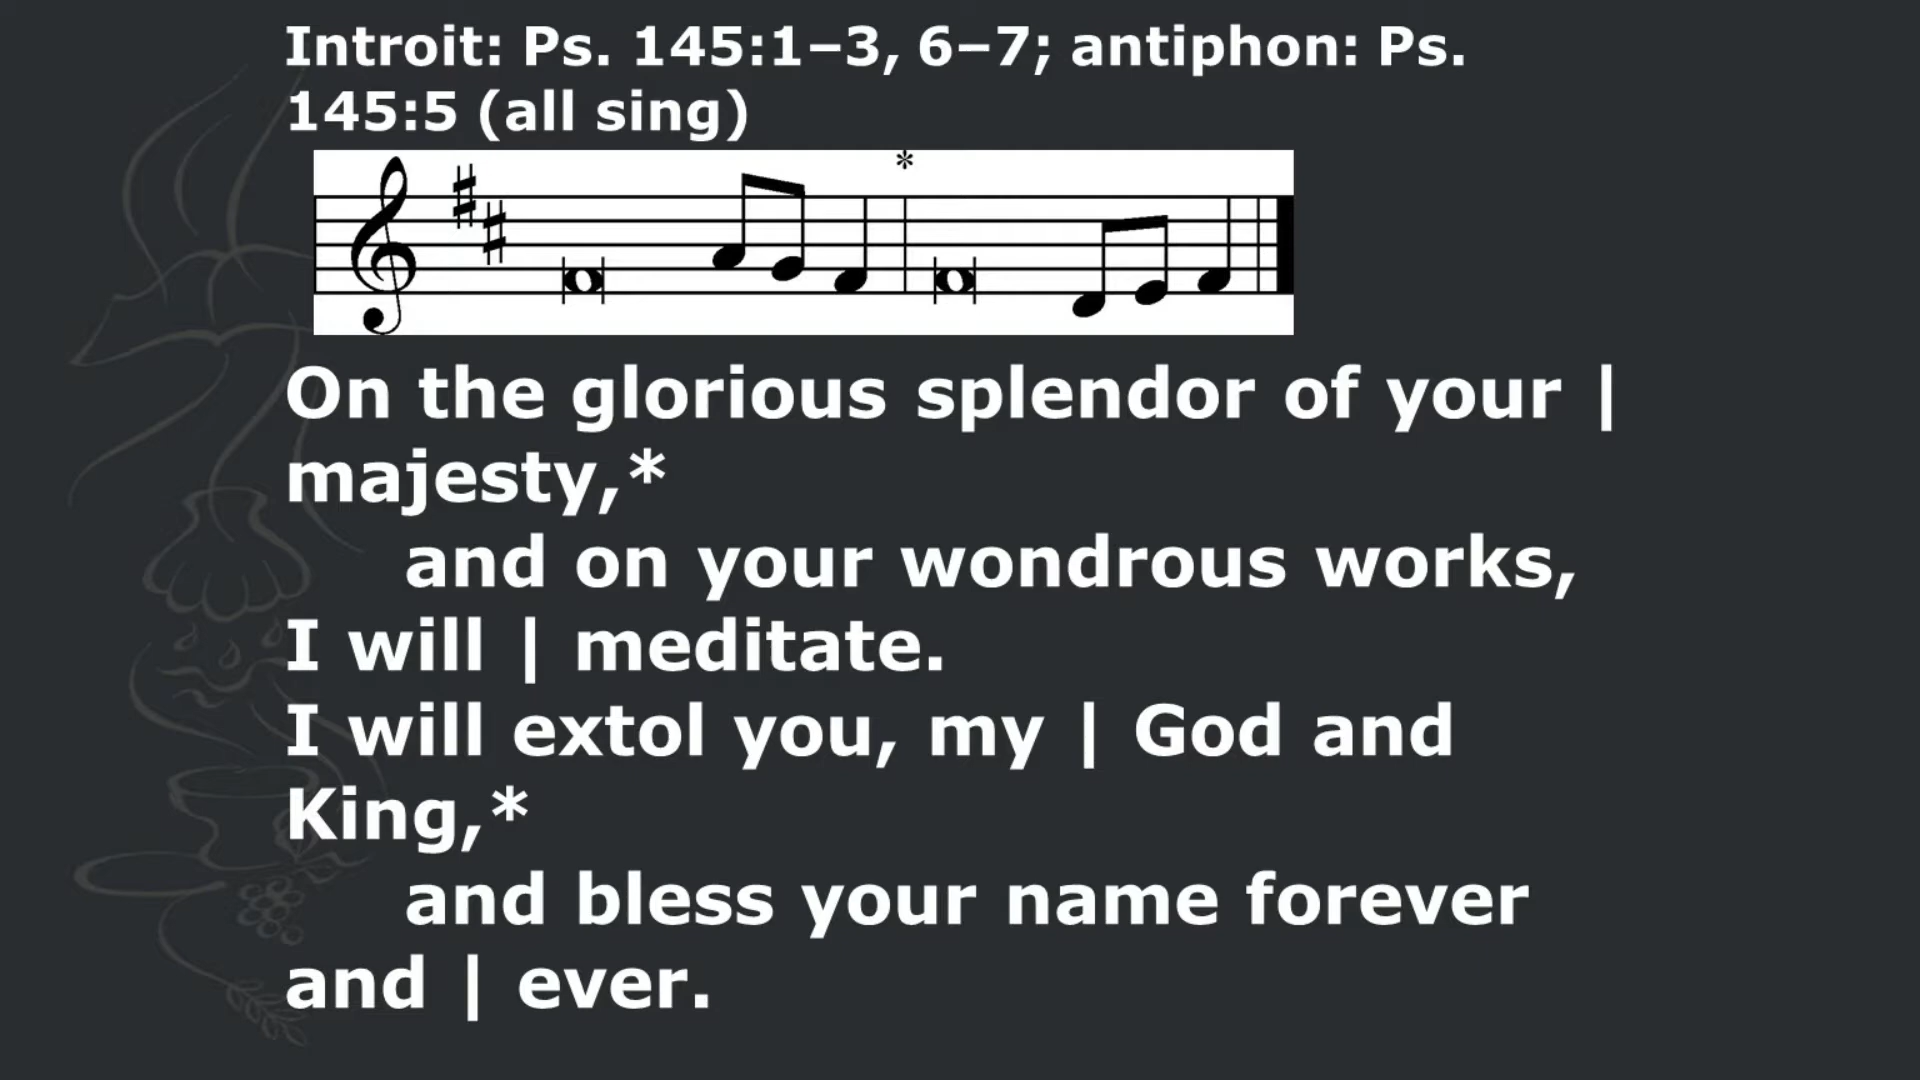 Introit: Ps. 145:1–3, 6–7; antiphon: Ps.
145:5 (all sing)
*
On the glorious splendor of your |
majesty,*
and on your wondrous works,
I will | meditate.
I will extol you, my | God and
King,*
and bless your name forever
and | ever.